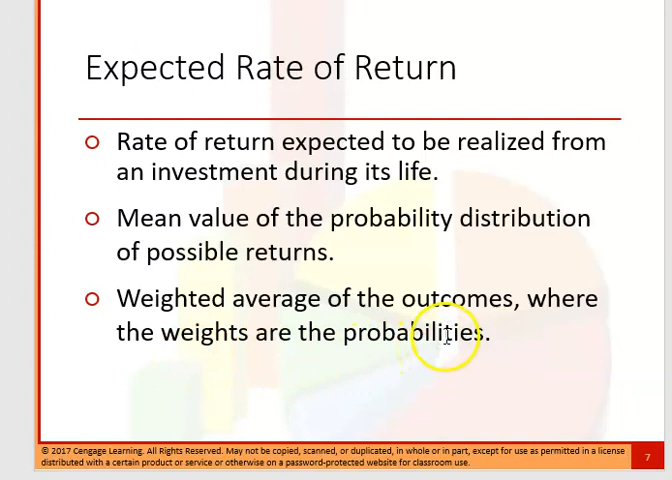 Expected Rate of Return
Rate of return expected to be realized from
an investment during its life.
Mean value of the probability distribution
of possible returns.
Weighted average of the outcomes, where
the weights are the probabilities.
© 2017 Cengage Learning. All Rights Reserved. May not be copied, scanned, or duplicated, in whole or in part, except for use as permitted in a license
distributed with a certain product or service or otherwise on a password-protected website for classroom use.
7